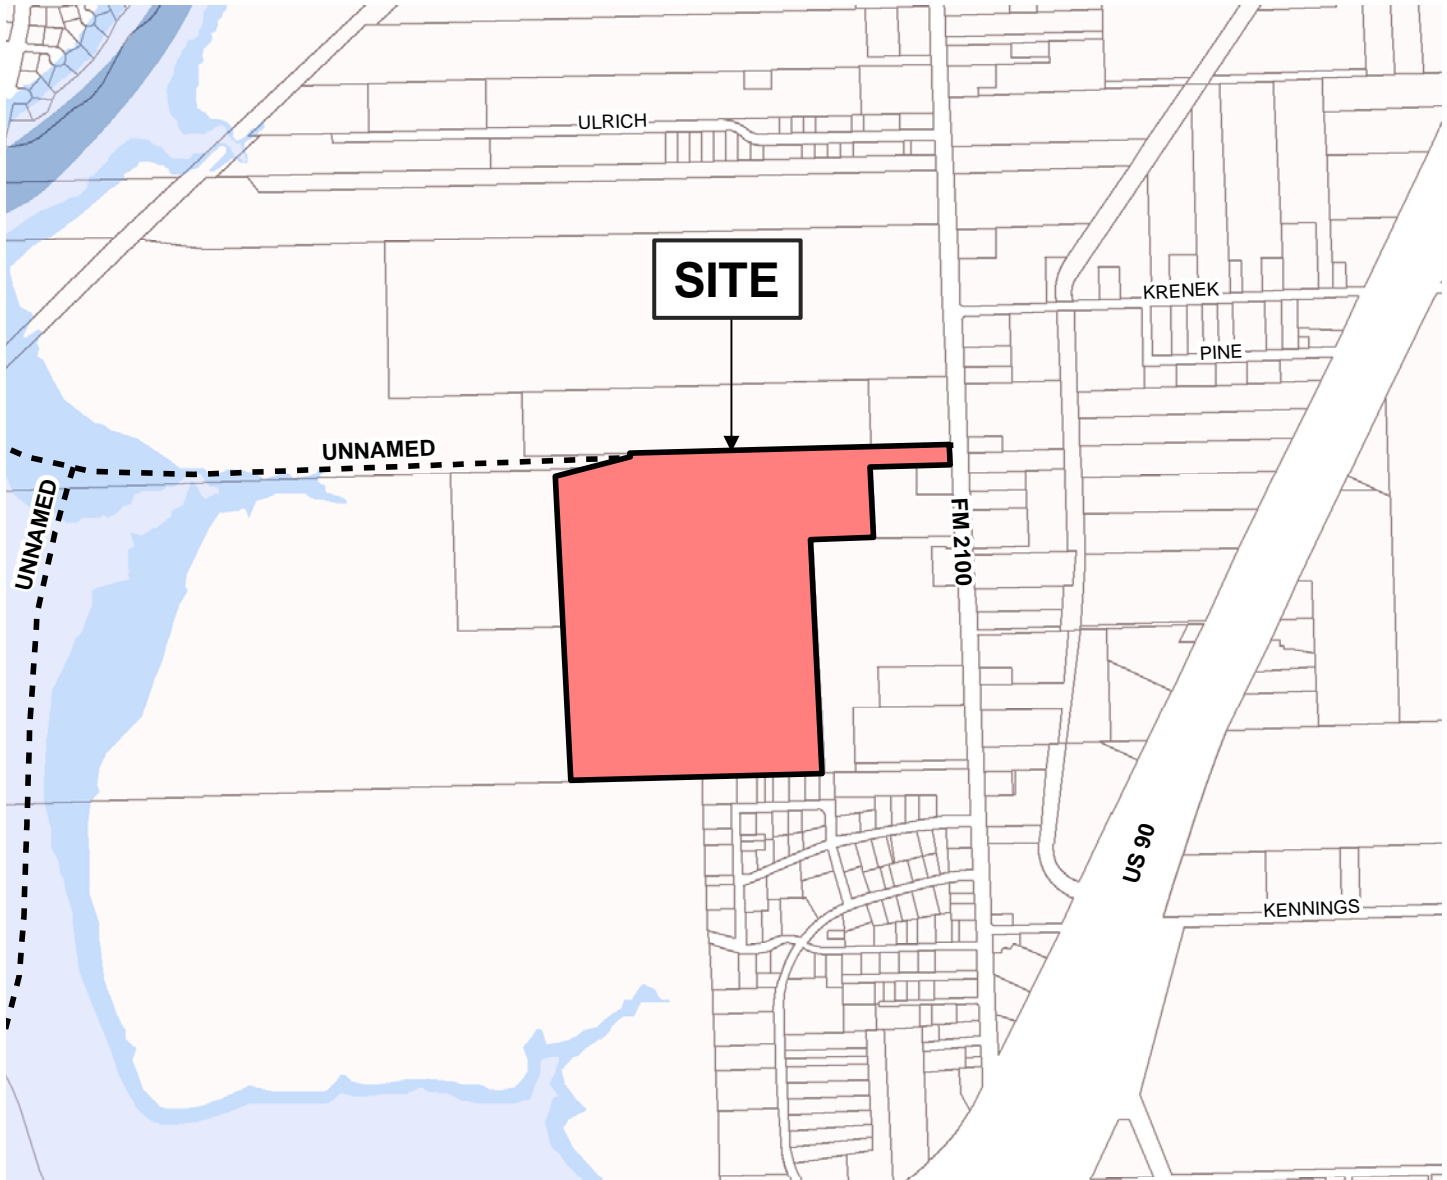 ULRICH
SITE
KRENEK
PINE
UNNAMED
UNNAMED
FM 2100
US 90
KENNINGS